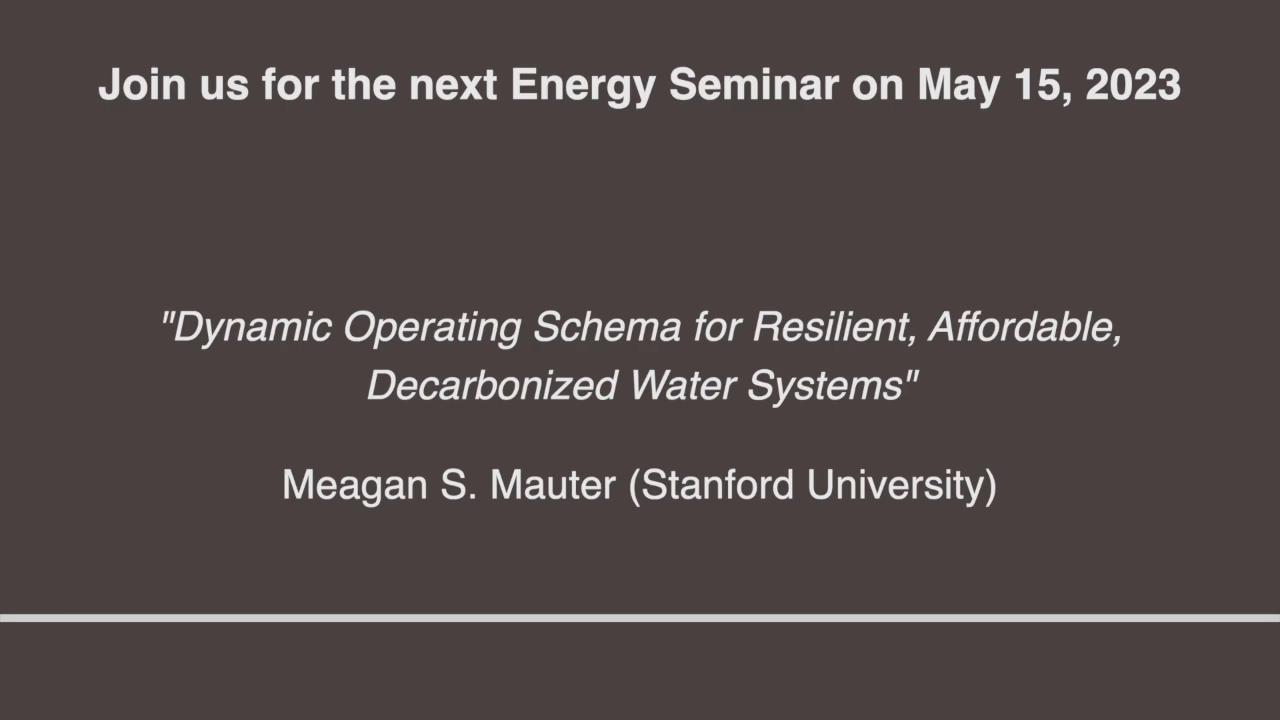 Join us for the next Energy Seminar on May 15, 2023
"Dynamic Operating Schema for Resilient, Affordable,
Decarbonized Water Systems"
Meagan S. Mauter (Stanford University)